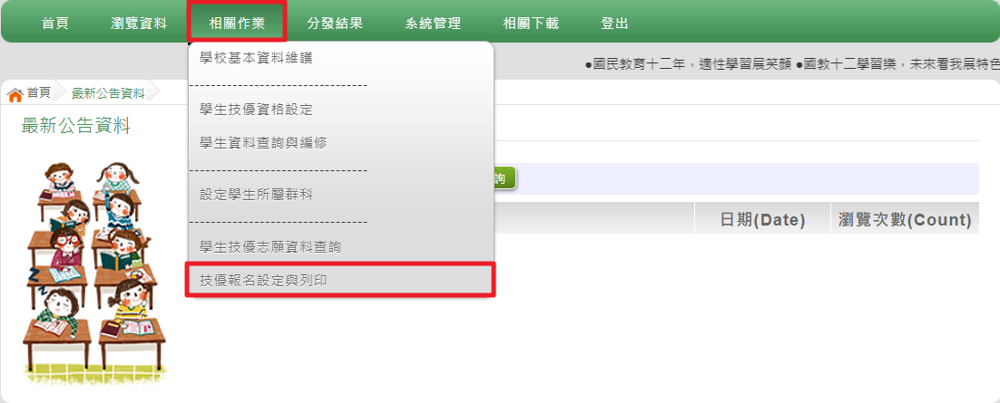 首頁 瀏覽資料 相關作業 分發結果 系統管理 相關下載 登出
●國民教育十二年，適性學習展笑顏 ●國教十二學習樂，未來看我展特色
首頁 最新公告資料
最新公告資料
學校基本資料維護
--------------------------------
學生技優資格設定
學生資料查詢與編修
--------------------------------
設定學生所屬群科
--------------------------------
學生技優志願資料查詢
技優報名設定與列印
詢
日期(Date) 瀏覽次數(Count)